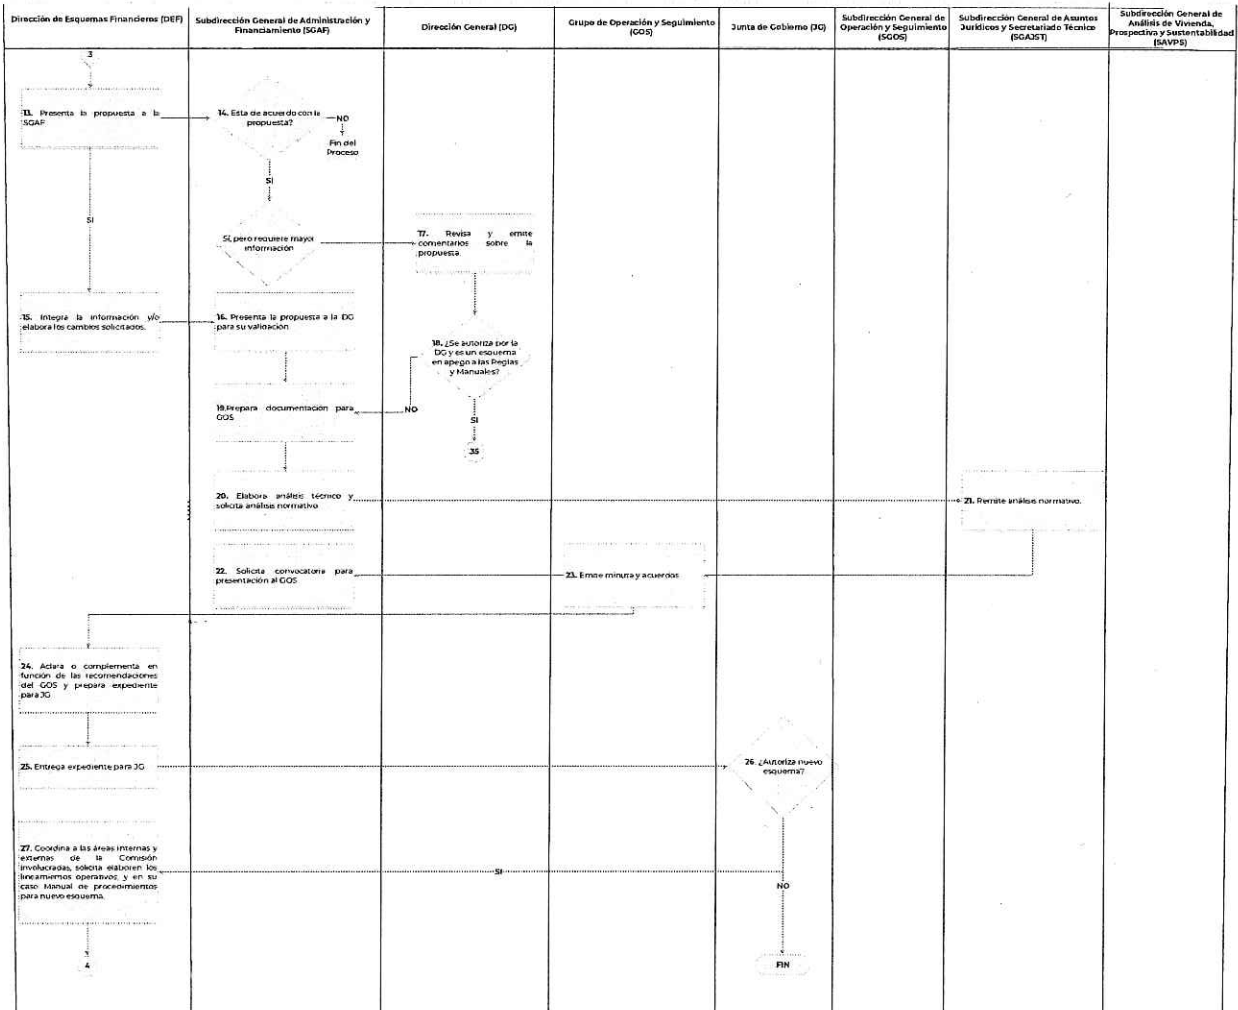 Dirección de Esquemas Financieros (DEF)
Subdirección General de Administración y
Financiamiento (SGAF)
Dirección General (DG)
Grupo de Operación y Seguimiento
(GOS)
Junta de Gobierno (JG)
Subdirección General de
Operación y Seguimiento
(SGOS)
Subdirección General de Asuntos
Jurídicos y Secretariado Técnico
(SGAJST)
Subdirección General de
Análisis de Vivienda,
Prospectiva y Sustentabilidad
(SAVPS)
3
13. Presenta la propuesta a la
SGAF
14. Esta de acuerdo con la
propuesta?
NO
Fin del
Proceso
SI
SI
Sí, pero requiere mayor
información
17. Revisa y emite
comentarios sobre la
propuesta.
15. Integra la información y/o
elabora los cambios solicitados.
16. Presenta la propuesta a la DG
para su validación
18. ¿Se autoriza por la
DG y es un esquema
en apego a las Reglas
y Manuales?
19.Prepara documentación para
GOS
NO
SI
35
20. Elabora análisis técnico y
solicita análisis normativo
21. Remite análisis normativo.
22. Solicita convocatoria para
presentación al GOS
23. Emite minuta y acuerdos
24. Aclara o complementa en
función de las recomendaciones
del GOS y prepara expediente
para JG
25. Entrega expediente para JG
26. ¿Autoriza nuevo
esquema?
27. Coordina a las áreas internas y
externas de la Comisión
involucradas, solicita elaboren los
lineamientos operativos y en su
caso Manual de procedimientos
para nuevo esquema.
SI
NO
4
FIN